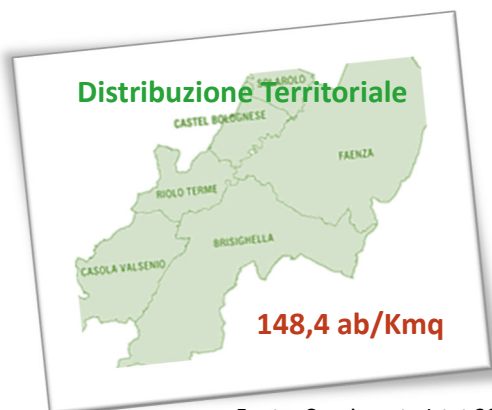 SOLAROLO
Distribuzione Territoriale
CASTEL BOLOGNESE
FAENZA
RIOLO TERME
BRISIGHELLA
CASOLA VALSENIO
148,4 ab/Kmq